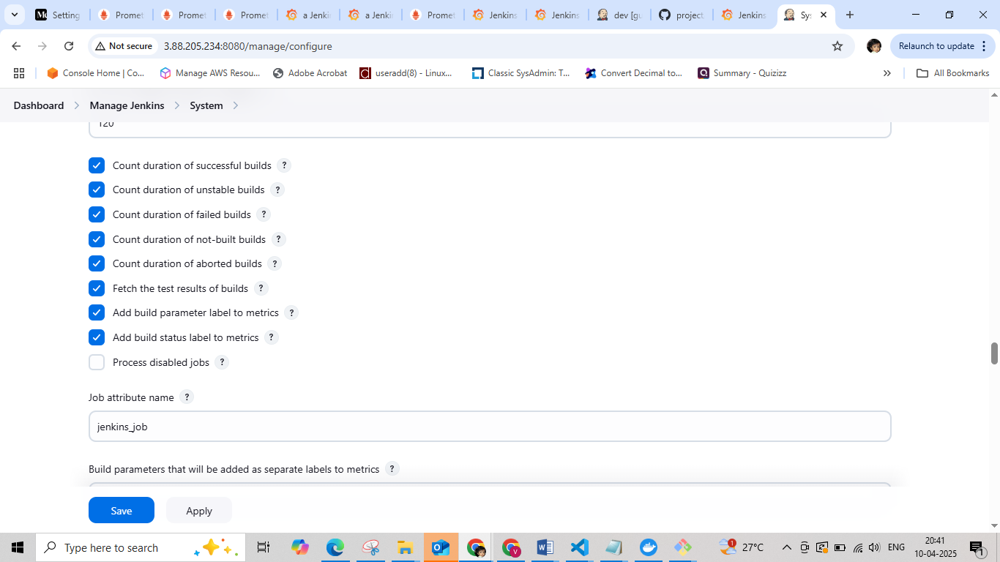 Setting
Promet
Promet
Promet
a Jenki
a Jenki
Promet
Jenkins
Jenkins
dev [gu
project
Jenkins
Sys
Not secure
3.88.205.234:8080/manage/configure
Relaunch to update
Console Home | Co...
Manage AWS Resou...
Adobe Acrobat
useradd(8) - Linux...
Classic SysAdmin: T...
Convert Decimal to...
Summary - Quizizz
»
All Bookmarks
Dashboard > Manage Jenkins > System >
120
Count duration of successful builds ?
Count duration of unstable builds ?
Count duration of failed builds ?
Count duration of not-built builds ?
Count duration of aborted builds ?
Fetch the test results of builds ?
Add build parameter label to metrics ?
Add build status label to metrics ?
Process disabled jobs ?
Job attribute name ?
jenkins_job
Build parameters that will be added as separate labels to metrics ?
Save
Apply
Type here to search
1
27°C
ENG
20:41
10-04-2025
1